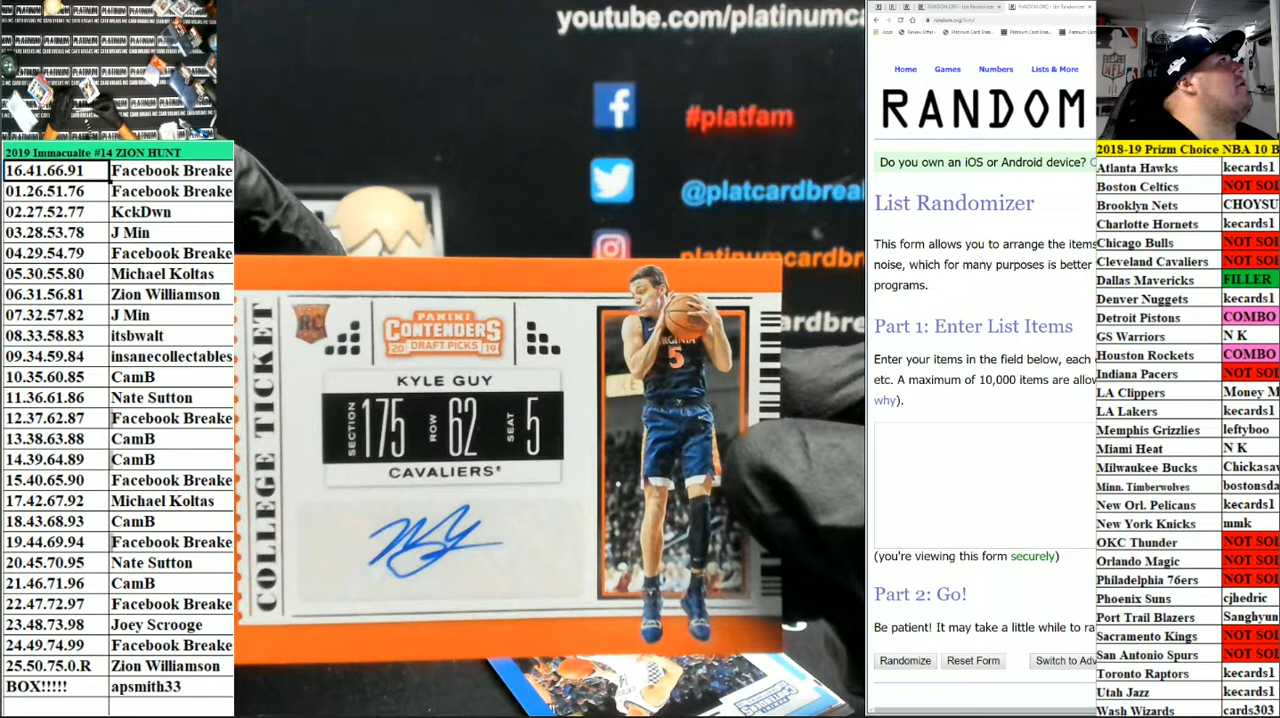 youtube.com/platinumca
#platfam
@platcardbrea
platinumcardbr
ardbrea
2019 Immacualte #14 ZION HUNT
16.41.66.91 Facebook Breake
01.26.51.76 Facebook Breake
02.27.52.77 KckDwn
03.28.53.78 J Min
04.29.54.79 Facebook Breake
05.30.55.80 Michael Koltas
06.31.56.81 Zion Williamson
07.32.57.82 J Min
08.33.58.83 itsbwalt
09.34.59.84 insanecollectables
10.35.60.85 CamB
11.36.61.86 Nate Sutton
12.37.62.87 Facebook Breake
13.38.63.88 CamB
14.39.64.89 CamB
15.40.65.90 Facebook Breake
17.42.67.92 Michael Koltas
18.43.68.93 CamB
19.44.69.94 Facebook Breake
20.45.70.95 Nate Sutton
21.46.71.96 CamB
22.47.72.97 Facebook Breake
23.48.73.98 Joey Scrooge
24.49.74.99 Facebook Breake
25.50.75.0.R Zion Williamson
BOX!!!!! apsmith33
COLLEGE TICKET
RC
PANINI
CONTENDERS
20 DRAFT PICKS 19
KYLE GUY
SECTION 175 ROW 62 SEAT 5
CAVALIERS
VIRGINIA
5
RANDOM.ORG - List Randomizer
RANDOM.ORG - List Randomizer
random.org/lists/
Home Games Numbers Lists & More
RANDOM
Do you own an iOS or Android device?
List Randomizer
This form allows you to arrange the items
noise, which for many purposes is better
programs.
Part 1: Enter List Items
Enter your items in the field below, each
etc. A maximum of 10,000 items are allow
why).
(you're viewing this form securely)
Part 2: Go!
Be patient! It may take a little while to ra
Randomize Reset Form Switch to Adv
2018-19 Prizm Choice NBA 10 B
Atlanta Hawks kecards1
Boston Celtics NOT SOL
Brooklyn Nets CHOYSU
Charlotte Hornets kecards1
Chicago Bulls NOT SOL
Cleveland Cavaliers NOT SOL
Dallas Mavericks FILLER
Denver Nuggets kecards1
Detroit Pistons COMBO
GS Warriors N K
Houston Rockets COMBO
Indiana Pacers NOT SOL
LA Clippers Money M
LA Lakers kecards1
Memphis Grizzlies leftyboo
Miami Heat N K
Milwaukee Bucks Chickasav
Minn. Timberwolves bostonsda
New Orl. Pelicans kecards1
New York Knicks mmk
OKC Thunder NOT SOL
Orlando Magic NOT SOL
Philadelphia 76ers NOT SOL
Phoenix Suns cjhedric
Port Trail Blazers Sanghyun
Sacramento Kings NOT SOL
San Antonio Spurs NOT SOL
Toronto Raptors kecards1
Utah Jazz kecards1
Wash Wizards cards303